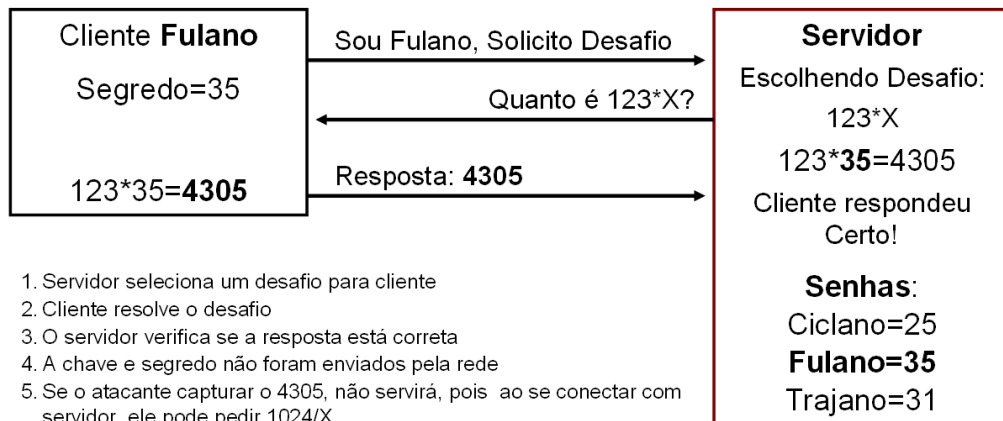 Cliente Fulano
Segredo=35
123*35=4305
Sou Fulano, Solicito Desafio
Quanto é 123*X?
Resposta: 4305
Servidor
Escolhendo Desafio:
123*X
123*35=4305
Cliente respondeu
Certo!
Senhas:
Ciclano=25
Fulano=35
Trajano=31
1. Servidor seleciona um desafio para cliente
2. Cliente resolve o desafio
3. O servidor verifica se a resposta está correta
4. A chave e segredo não foram enviados pela rede
5. Se o atacante capturar o 4305, não servirá, pois ao se conectar com
servidor, ele pode pedir 1024/X